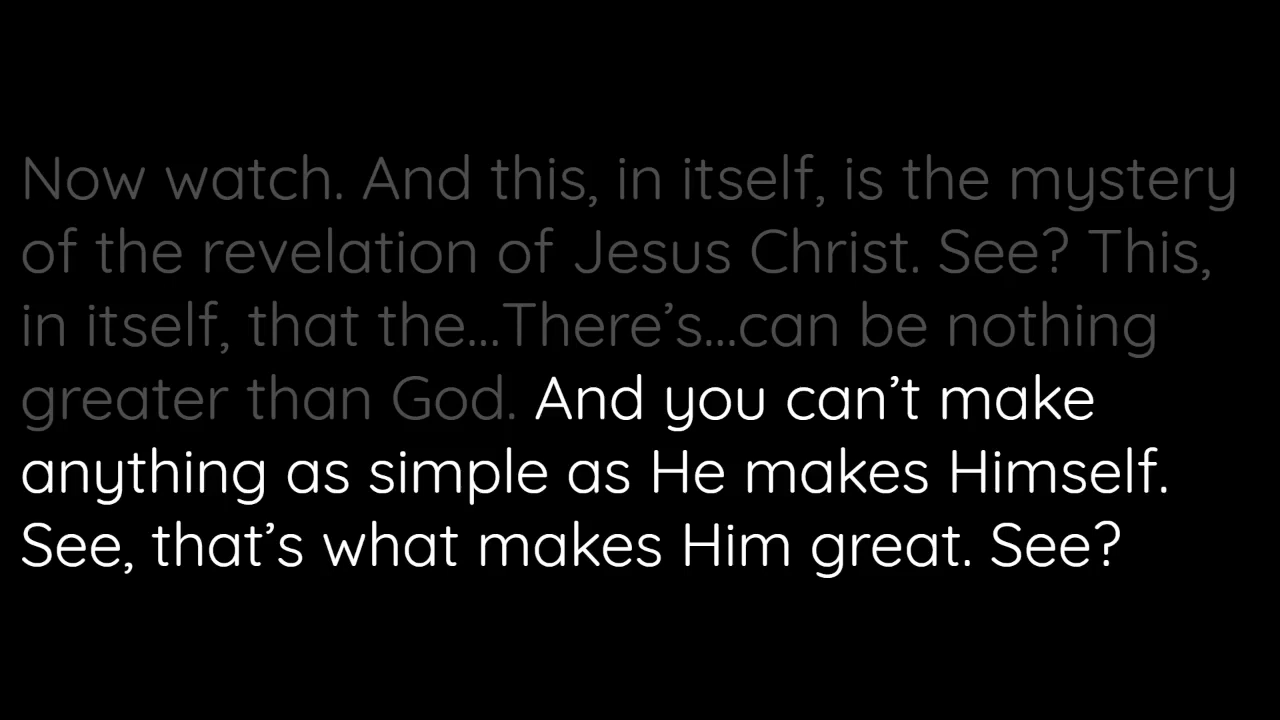 Now watch. And this, in itself, is the mystery
of the revelation of Jesus Christ. See? This,
in itself, that the...There’s...can be nothing
greater than God. And you can’t make
anything as simple as He makes Himself.
See, that’s what makes Him great. See?